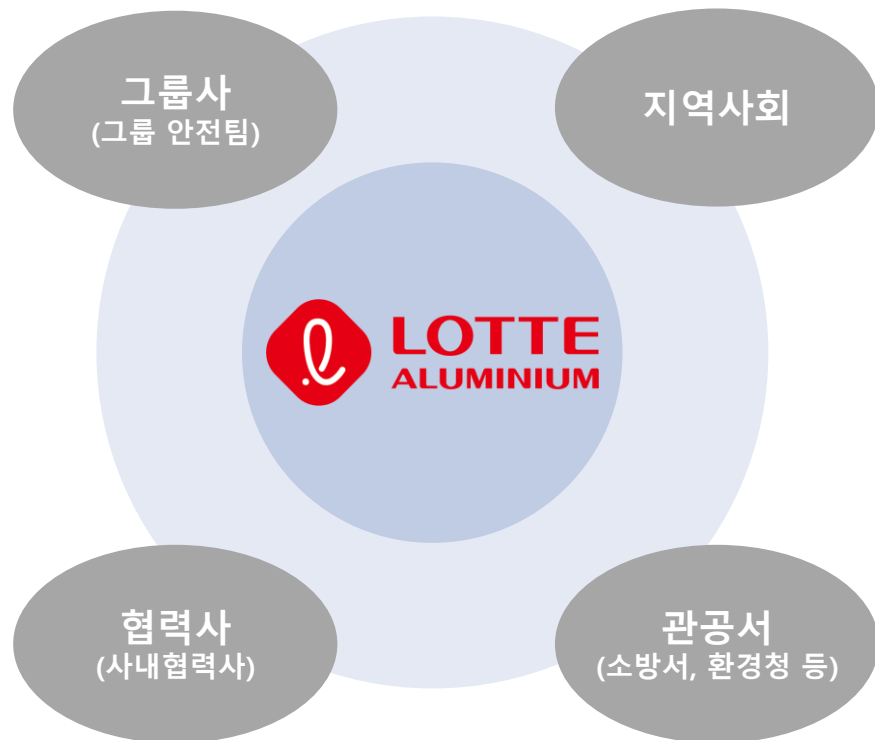 그룹사
(그룹 안전팀)
지역사회
LOTTE
ALUMINIUM
협력사
(사내협력사)
관공서
(소방서, 환경청 등)